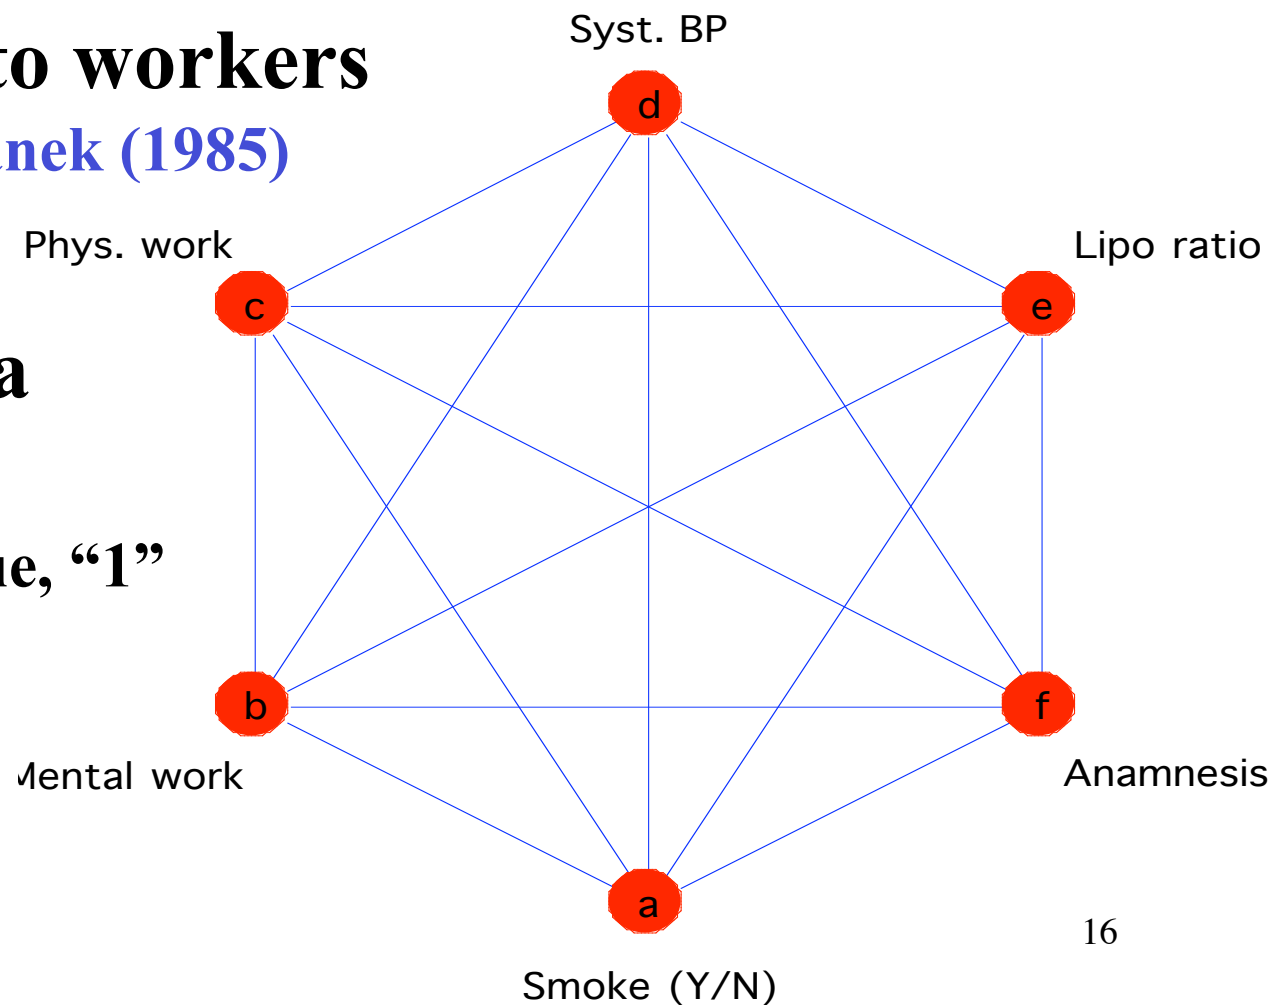 to workers
nek (1985)
a
ue, “1”
Syst. BP
d
Phys. work
c
Lipo ratio
e
b
Mental work
f
Anamnesis
a
Smoke (Y/N)
16